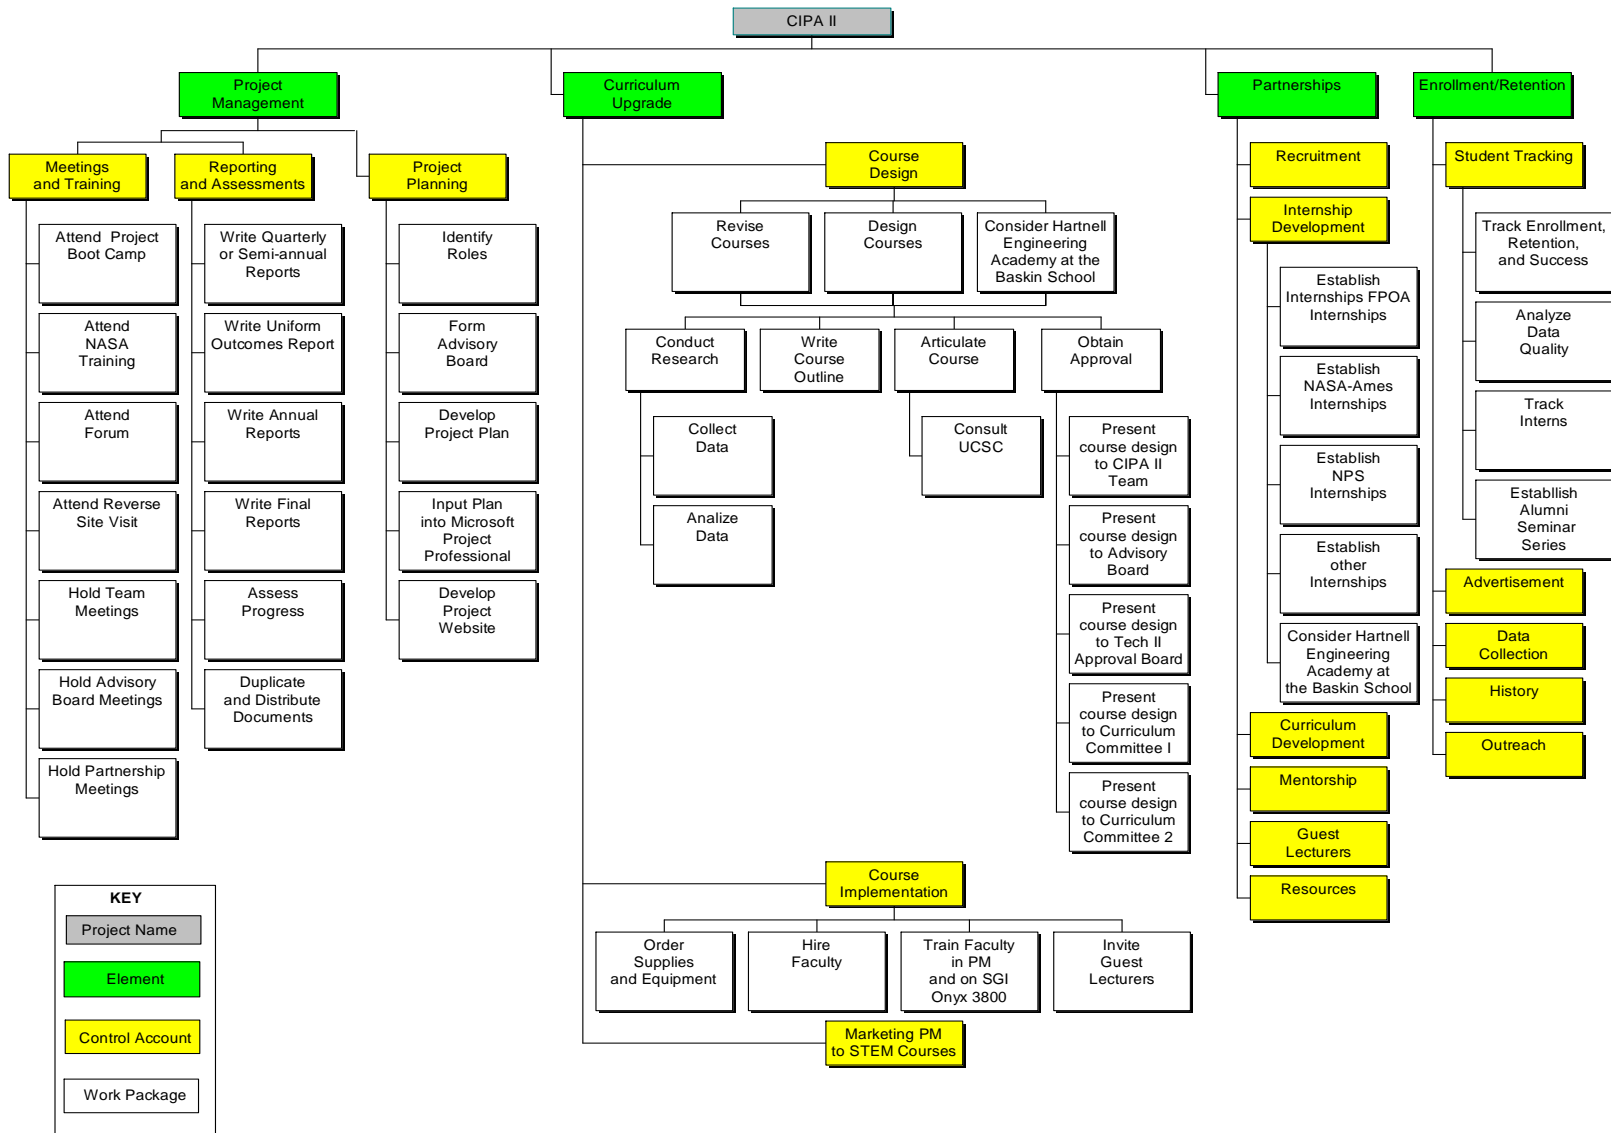 CIPA II
Project
Management
Curriculum
Upgrade
Partnerships
Enrollment/Retention
Meetings
and Training
Reporting
and Assessments
Project
Planning
Attend  Project
Boot Camp
Attend
NASA
Training
Attend
Forum
Attend Reverse
Site Visit
Hold Team
Meetings
Hold Advisory
Board Meetings
Hold Partnership
Meetings
Write Quarterly
or Semi-annual
Reports
Write Uniform
Outcomes Report
Write Annual
Reports
Write Final
Reports
Assess
Progress
Duplicate
and Distribute
Documents
Identify
Roles
Form
Advisory
Board
Develop
Project Plan
Input Plan
into Microsoft
Project
Professional
Develop
Project
Website
Course
Design
Revise
Courses
Design
Courses
Consider Hartnell
Engineering
Academy at the
Baskin School
Conduct
Research
Write
Course
Outline
Articulate
Course
Obtain
Approval
Collect
Data
Analize
Data
Consult
UCSC
Present
course design
to CIPA II
Team
Present
course design
to Advisory
Board
Present
course design
to Tech II
Approval Board
Present
course design
to Curriculum
Committee I
Present
course design
to Curriculum
Committee 2
Course
Implementation
Order
Supplies
and Equipment
Hire
Faculty
Train Faculty
in PM
and on SGI
Onyx 3800
Invite
Guest
Lecturers
Marketing PM
to STEM Courses
Recruitment
Internship
Development
Establish
Internships FPOA
Internships
Establish
NASA-Ames
Internships
Establish
NPS
Internships
Establish
other
Internships
Consider Hartnell
Engineering
Academy at
the Baskin School
Curriculum
Development
Mentorship
Guest
Lecturers
Resources
Student Tracking
Track Enrollment,
Retention,
and Success
Analyze
Data
Quality
Track
Interns
Establlish
Alumni
Seminar
Series
Advertisement
Data
Collection
History
Outreach
KEY
Project Name
Element
Control Account
Work Package